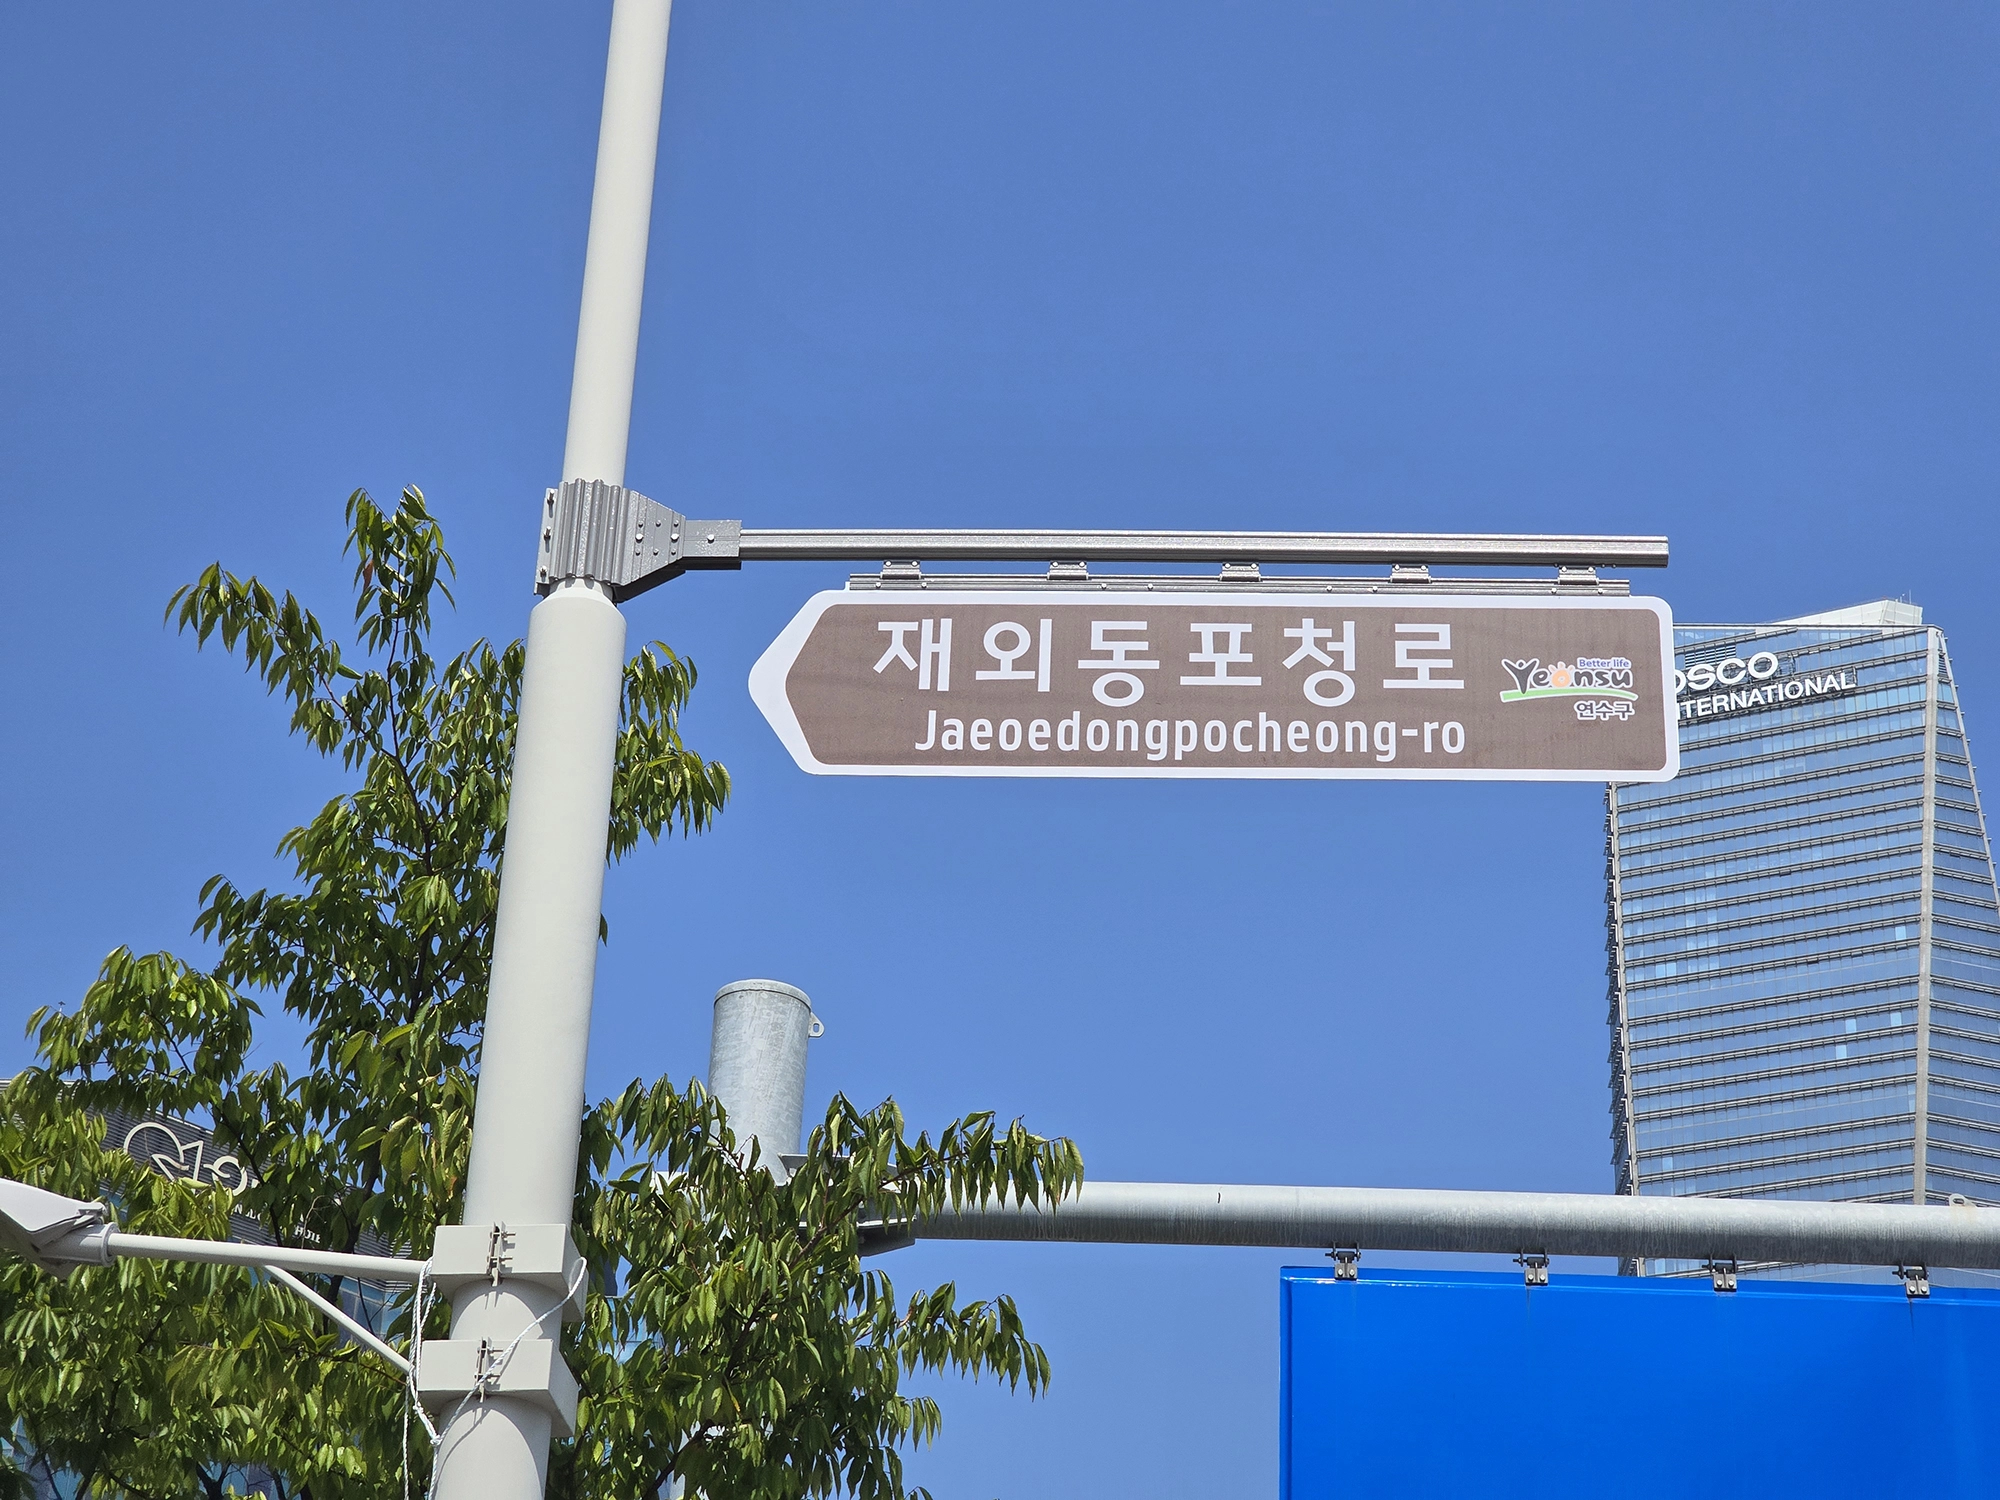 재외동포청로
Jaeoedongpocheong-ro
Better life
Yeonsu
연수구
OSCO
TERNATIONAL